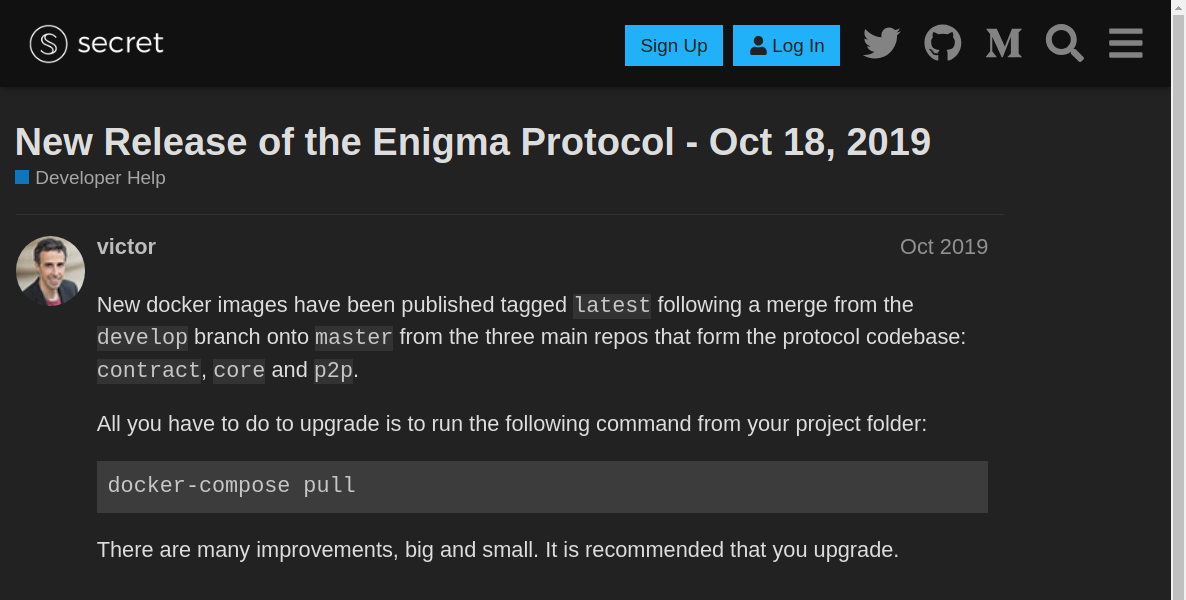 secret
Sign Up
Log In
New Release of the Enigma Protocol - Oct 18, 2019
Developer Help
victor
Oct 2019
New docker images have been published tagged latest following a merge from the
develop branch onto master from the three main repos that form the protocol codebase:
contract, core and p2p.
All you have to do to upgrade is to run the following command from your project folder:
docker-compose pull
There are many improvements, big and small. It is recommended that you upgrade.